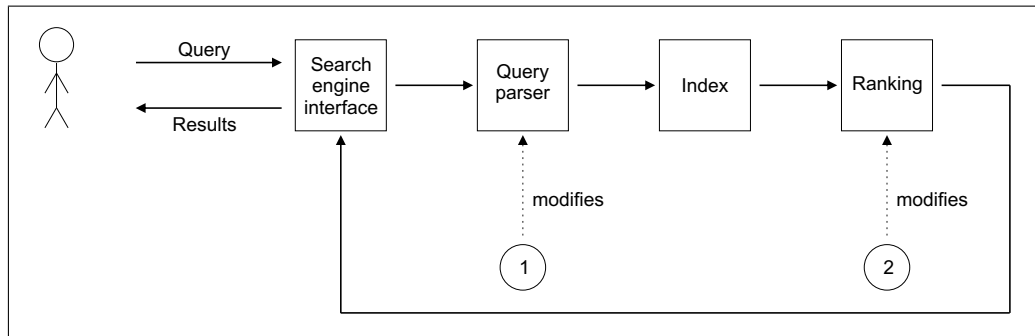 Query
Results
Search
engine
interface
Query
parser
Index
Ranking
modifies
modifies
1
2